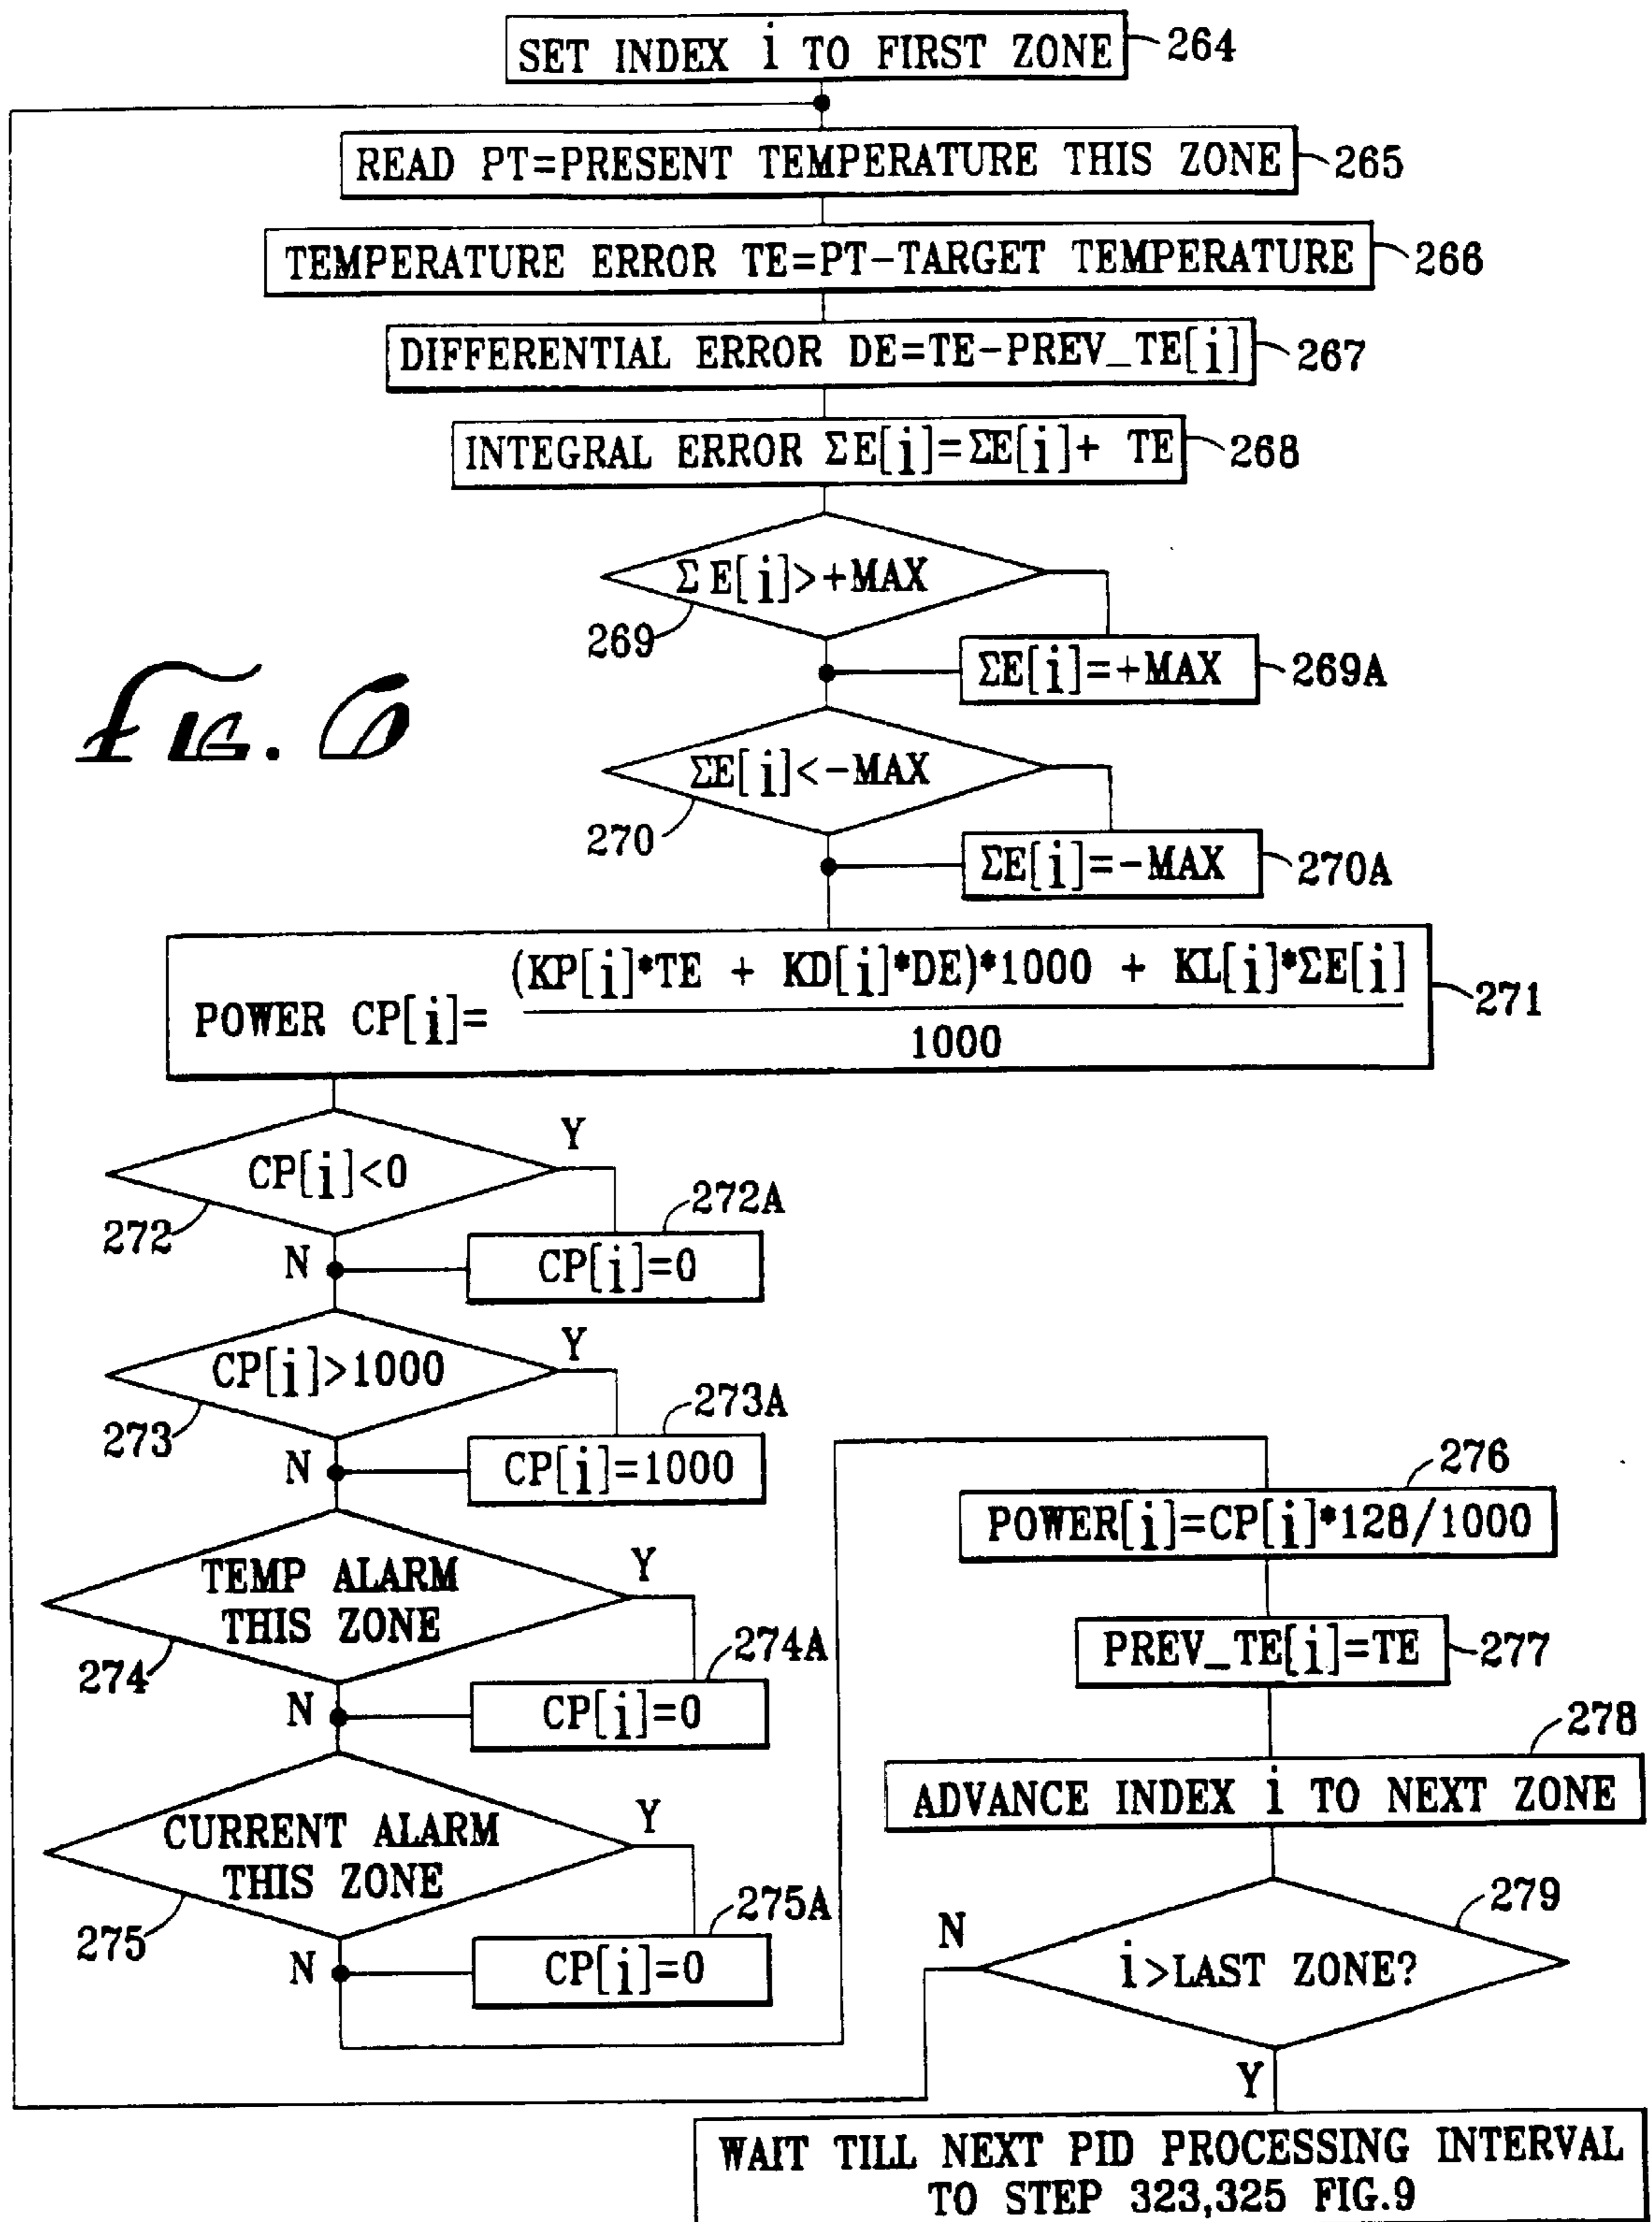 SET INDEX i TO FIRST ZONE
264
READ PT=PRESENT TEMPERATURE THIS ZONE
265
TEMPERATURE ERROR TE=PT-TARGET TEMPERATURE
266
DIFFERENTIAL ERROR DE=TE-PREV_TE[i]
267
INTEGRAL ERROR ΣE[i]=ΣE[i]+ TE
268
ΣE[i]>+MAX
269
ΣE[i]=+MAX
269A
FIG. 6
ΣE[i]<-MAX
270
ΣE[i]=-MAX
270A
POWER CP[i]=
(KP[i]*TE + KD[i]*DE)*1000 + KL[i]*ΣE[i]
1000
271
CP[i]<0
Y
272
272A
N
CP[i]=0
CP[i]>1000
Y
273
273A
N
CP[i]=1000
TEMP ALARM
THIS ZONE
Y
274
274A
N
CP[i]=0
CURRENT ALARM
THIS ZONE
Y
275
275A
N
CP[i]=0
276
POWER[i]=CP[i]*128/1000
PREV_TE[i]=TE
277
278
ADVANCE INDEX i TO NEXT ZONE
279
N
i>LAST ZONE?
Y
WAIT TILL NEXT PID PROCESSING INTERVAL
TO STEP 323,325 FIG.9